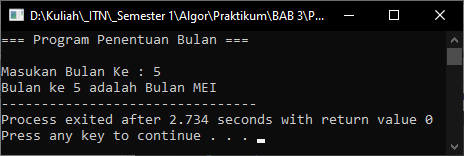 D:\Kuliah\_ITN\_Semester 1\Algor\Praktikum\BAB 3\P...
=== Program Penentuan Bulan ===
Masukan Bulan Ke : 5
Bulan ke 5 adalah Bulan MEI
--------------------------------
Process exited after 2.734 seconds with return value 0
Press any key to continue . . .